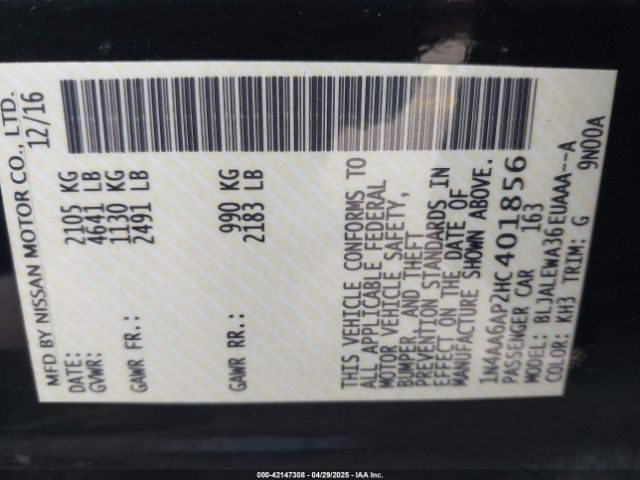 MFD BY NISSAN MOTOR CO., LTD.
DATE: 12/16
GVWR: 2105 KG
4641 LB
GAWR FR.: 1130 KG
2491 LB
GAWR RR.: 990 KG
2183 LB
THIS VEHICLE CONFORMS TO
ALL APPLICABLE FEDERAL
MOTOR VEHICLE SAFETY,
BUMPER, AND THEFT
PREVENTION STANDARDS IN
EFFECT ON THE DATE OF
MANUFACTURE SHOWN ABOVE.
1N4AA6AP2HC401856
PASSENGER CAR 163
MODEL: BLJALEWA36EUAAA--A
COLOR: KH3 TRIM: G 9N00A
000-42147308 | 04/29/2025 - IAA, Inc.